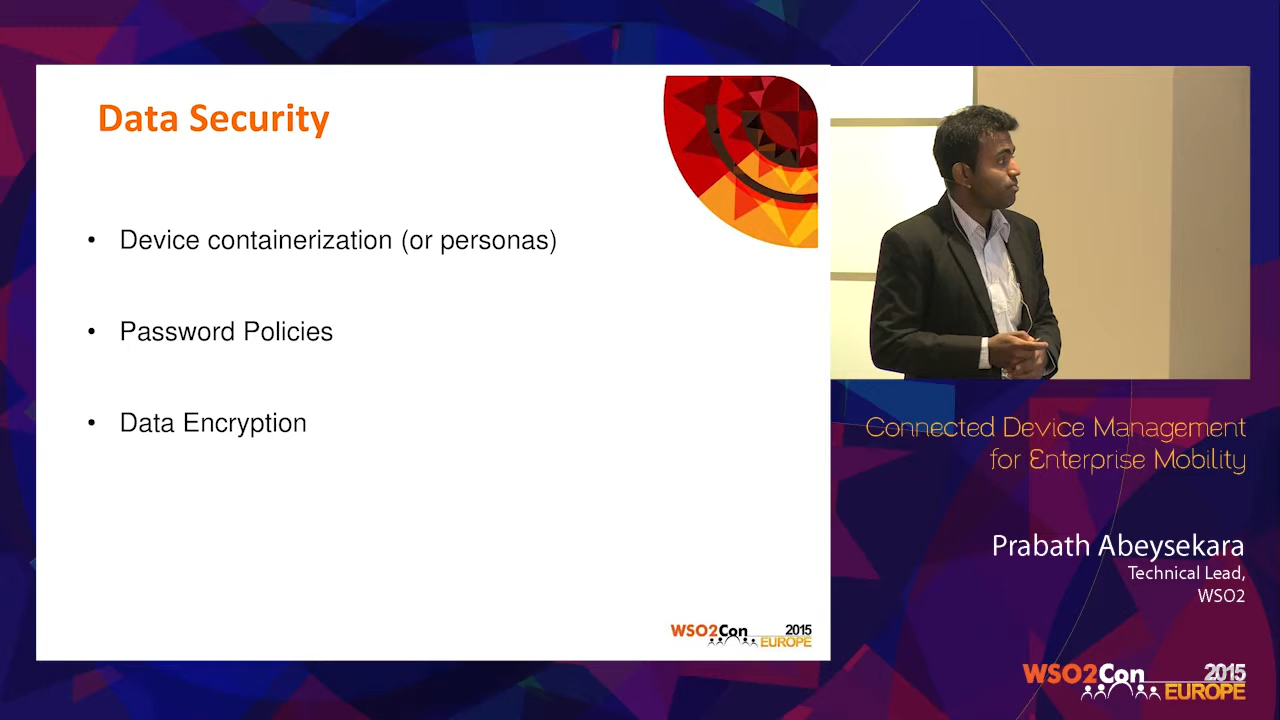 Data Security
• Device containerization (or personas)
• Password Policies
• Data Encryption
WSO2Con 2015
EUROPE
Connected Device Management
for Enterprise Mobility
Prabath Abeysekara
Technical Lead,
WSO2
WSO2Con 2015
EUROPE